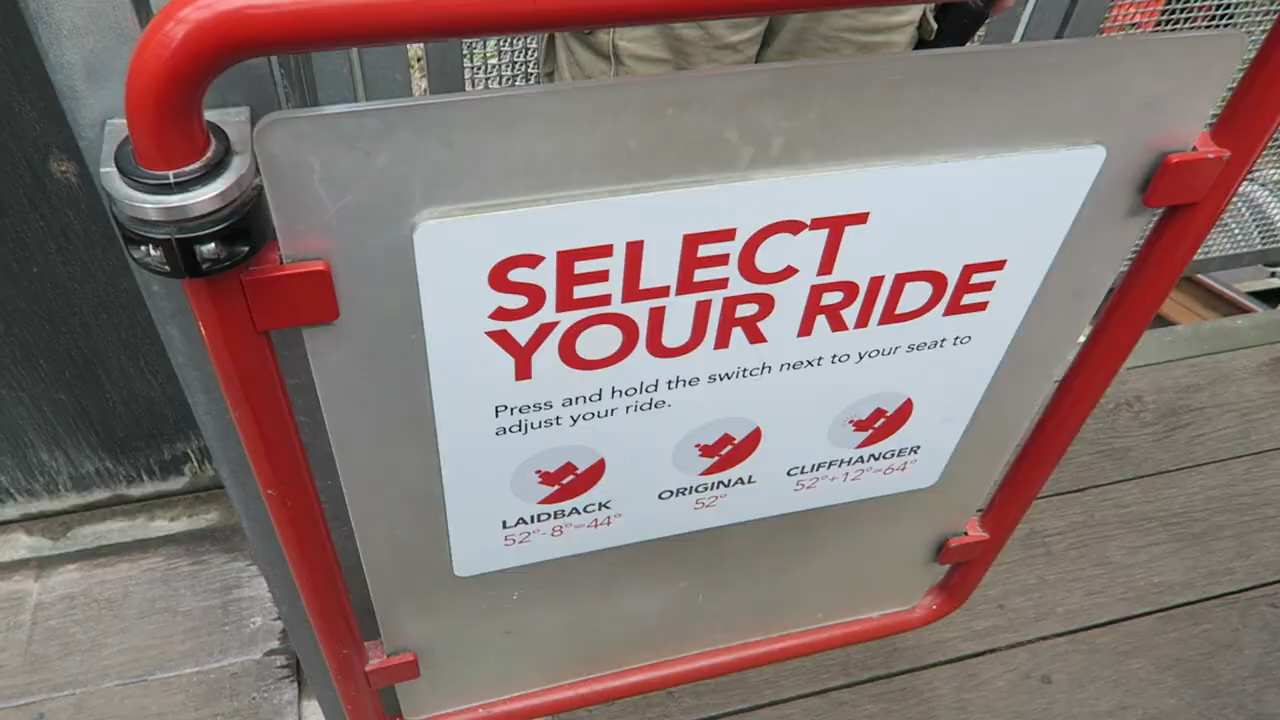 SELECT
YOUR RIDE
Press and hold the switch next to your seat to
adjust your ride.
LAIDBACK
52°-8°=44°
ORIGINAL
52°
CLIFFHANGER
52°+12°=64°